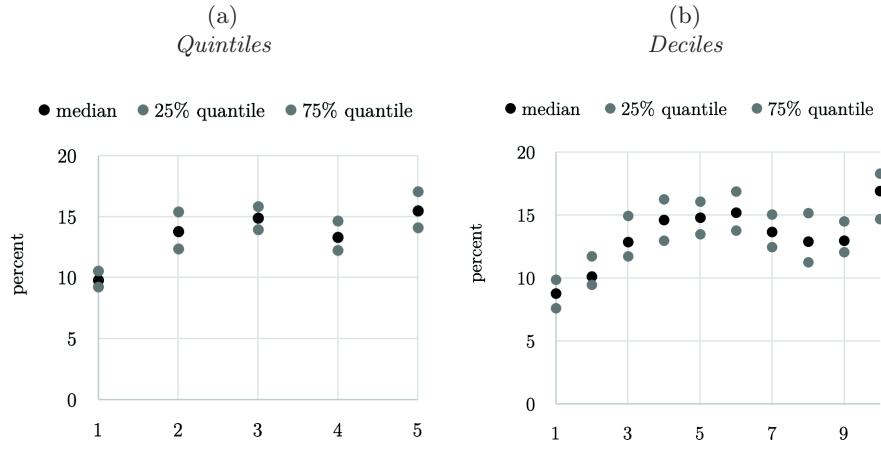 (a)
Quintiles
median 25% quantile 75% quantile
20
15
10
5
0
percent
1 2 3 4 5
(b)
Deciles
median 25% quantile 75% quantile
20
15
10
5
0
percent
1 3 5 7 9